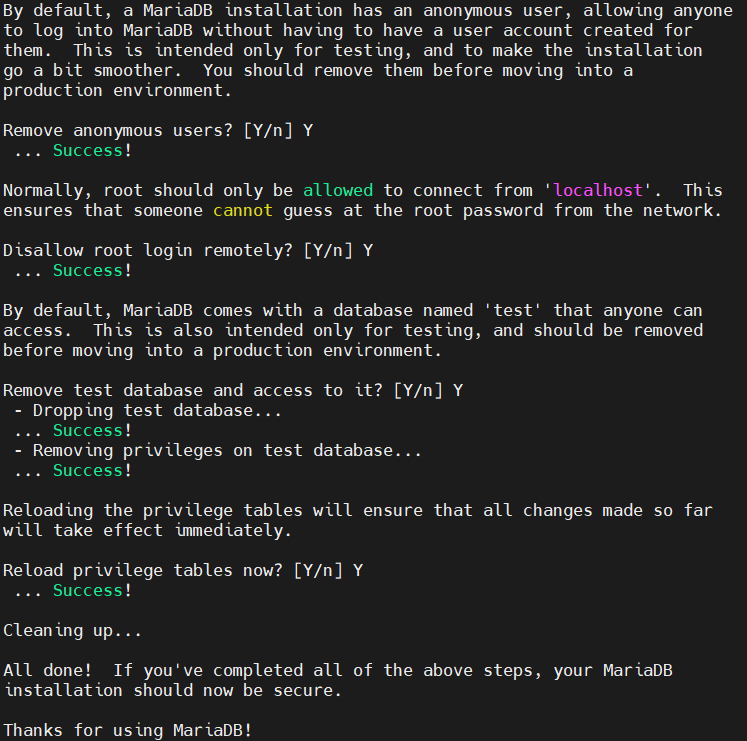 By default, a MariaDB installation has an anonymous user, allowing anyone
to log into MariaDB without having to have a user account created for
them.  This is intended only for testing, and to make the installation
go a bit smoother.  You should remove them before moving into a
production environment.

Remove anonymous users? [Y/n] Y
 ... Success!

Normally, root should only be allowed to connect from 'localhost'.  This
ensures that someone cannot guess at the root password from the network.

Disallow root login remotely? [Y/n] Y
 ... Success!

By default, MariaDB comes with a database named 'test' that anyone can
access.  This is also intended only for testing, and should be removed
before moving into a production environment.

Remove test database and access to it? [Y/n] Y
 - Dropping test database...
 ... Success!
 - Removing privileges on test database...
 ... Success!

Reloading the privilege tables will ensure that all changes made so far
will take effect immediately.

Reload privilege tables now? [Y/n] Y
 ... Success!

Cleaning up...

All done!  If you've completed all of the above steps, your MariaDB
installation should now be secure.

Thanks for using MariaDB!